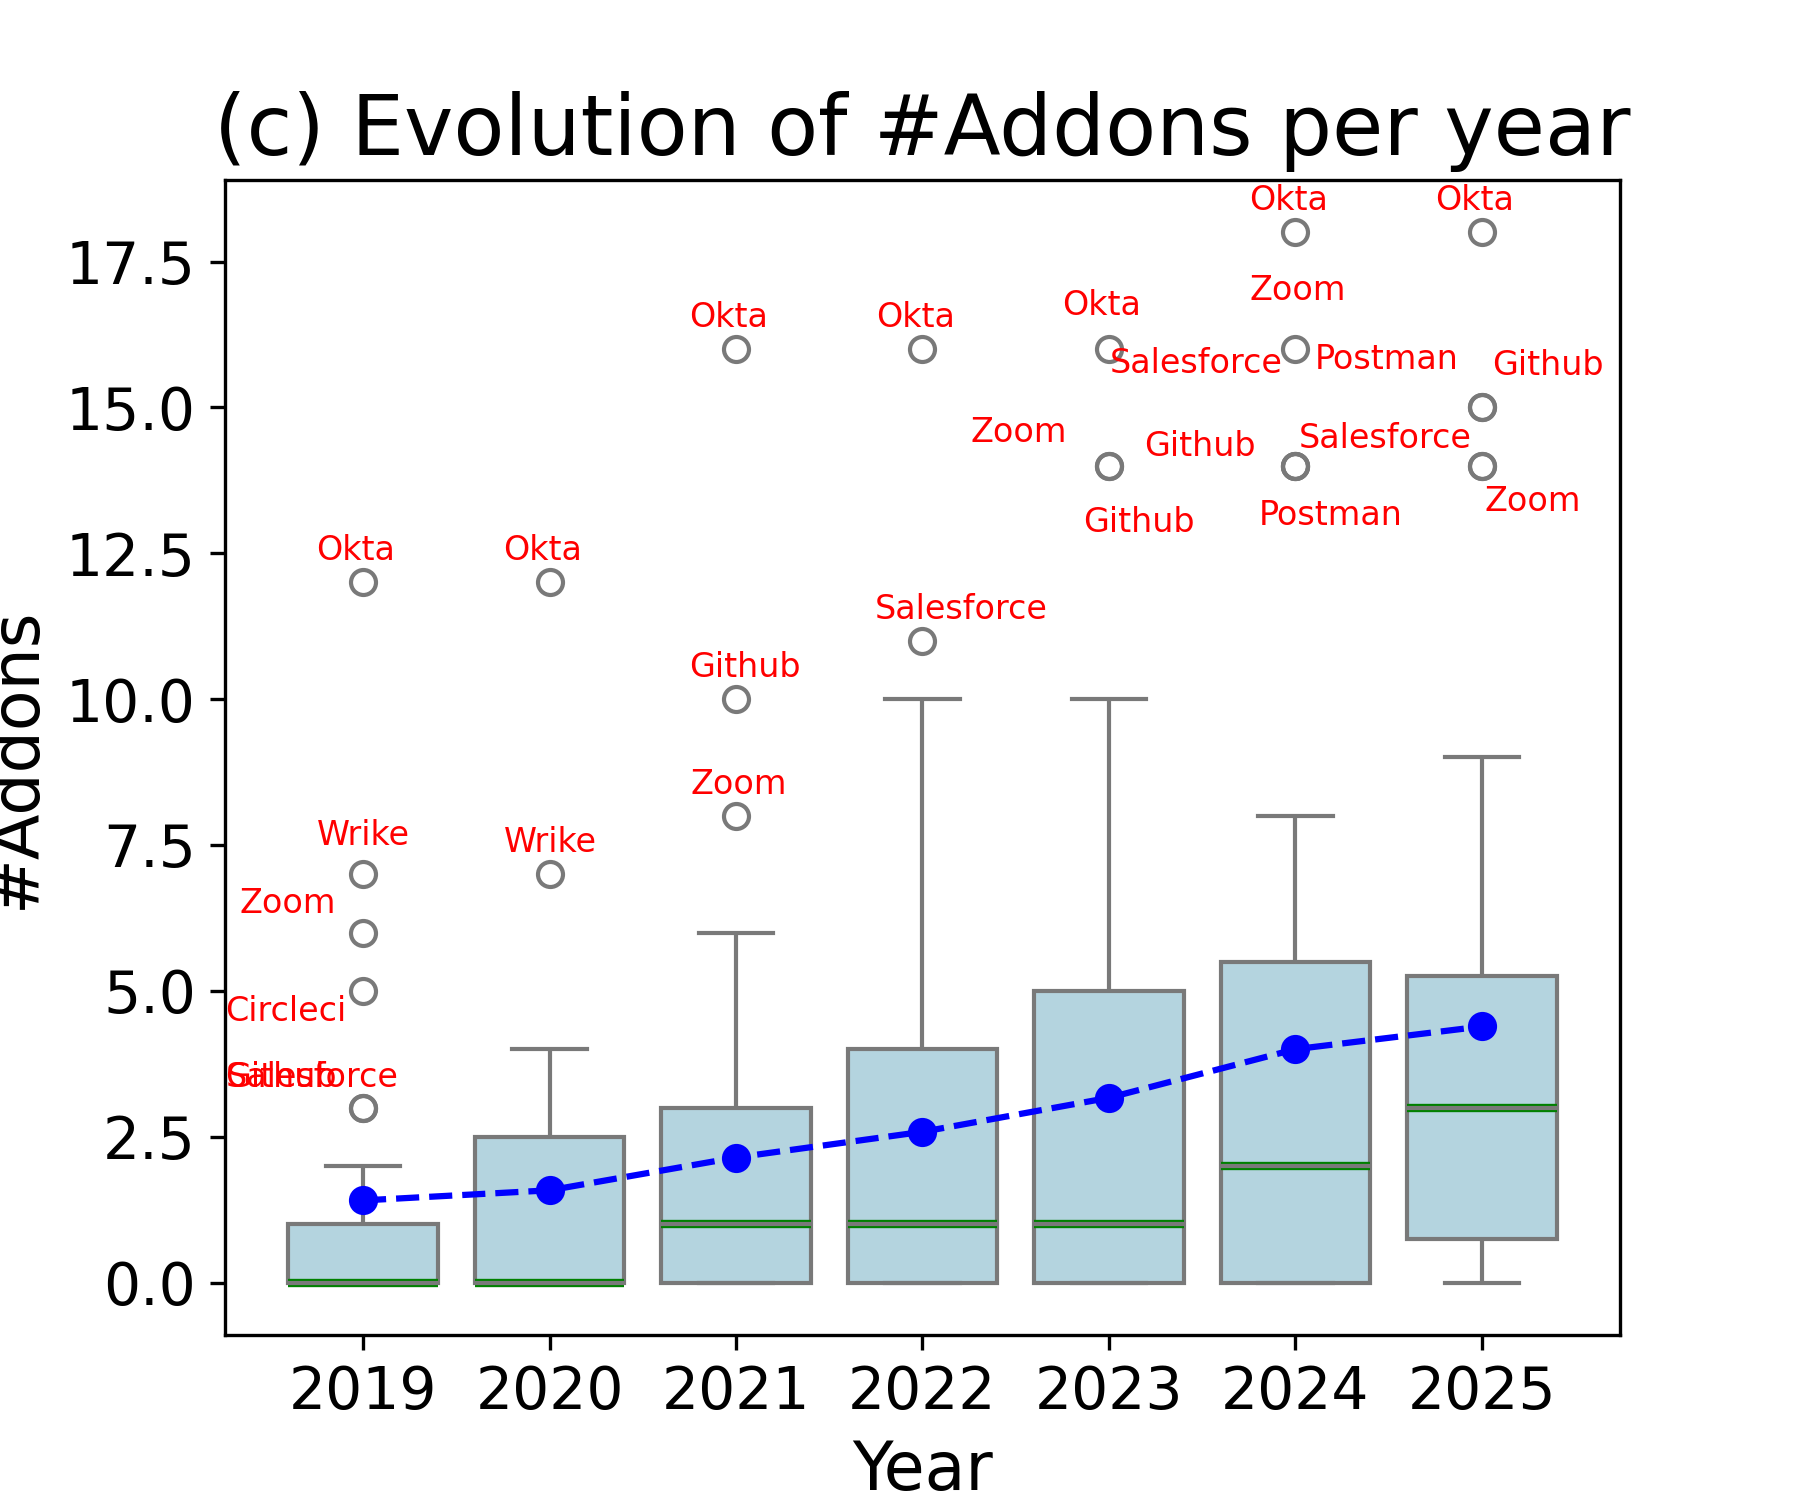 (c) Evolution of #Addons per year
Okta
Okta
17.5
Zoom
Okta
Okta
Okta
Salesforce
Postman
Github
15.0
Zoom
Github
Salesforce
Zoom
Github
Postman
12.5
Okta
Okta
Salesforce
Github
10.0
Zoom
#Addons
Wrike
Wrike
7.5
Zoom
5.0
Circleci
Github
Salesforce
2.5
0.0
2019 2020 2021 2022 2023 2024 2025
Year